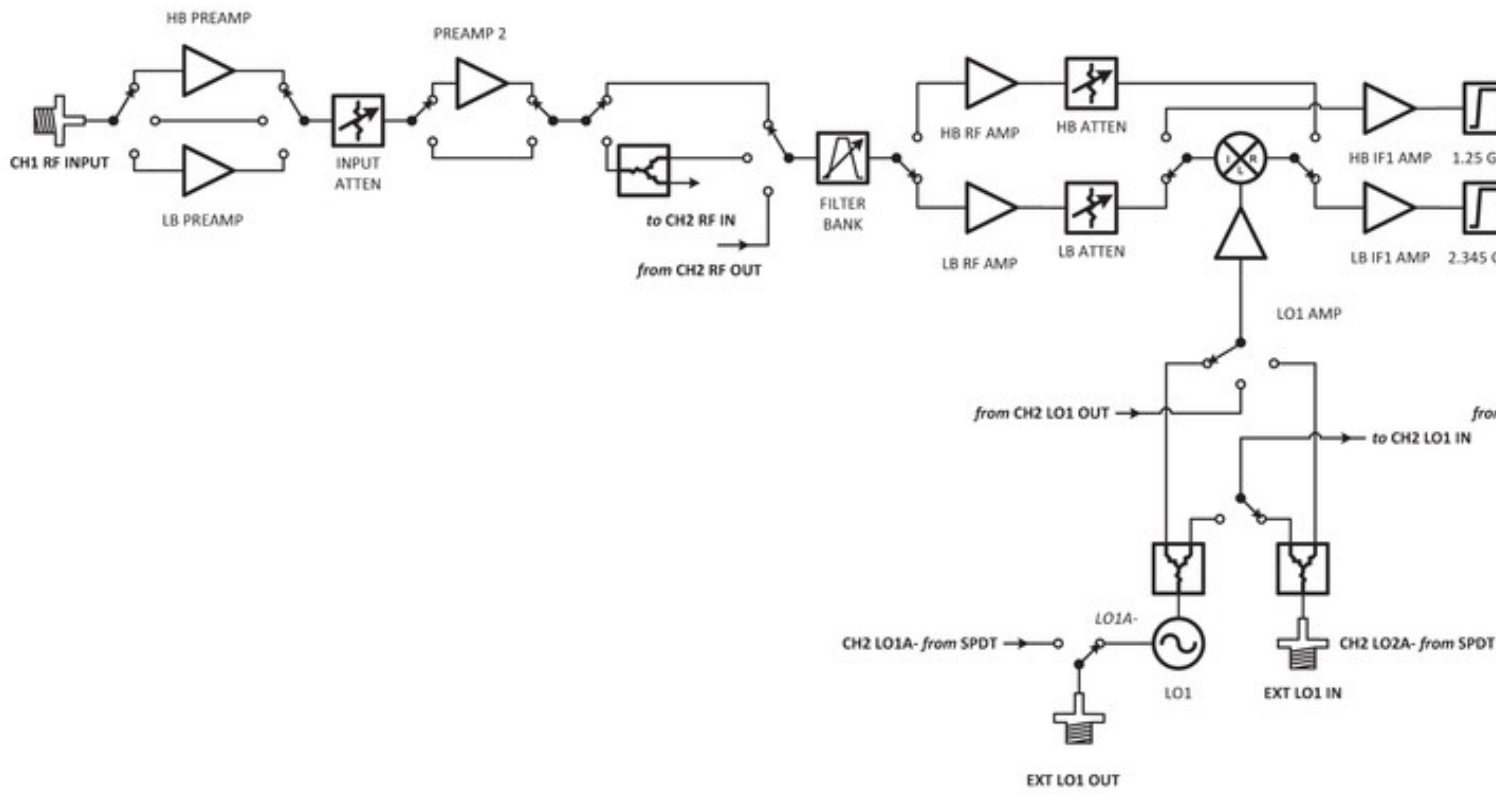 HB PREAMP
PREAMP 2
CH1 RF INPUT
INPUT
ATTEN
LB PREAMP
to CH2 RF IN
from CH2 RF OUT
FILTER
BANK
HB RF AMP
HB ATTEN
LB RF AMP
LB ATTEN
I R
L
HB IF1 AMP
1.25 G
LB IF1 AMP
2.345 G
LO1 AMP
from CH2 LO1 OUT
fro
to CH2 LO1 IN
LO1A-
CH2 LO1A- from SPDT
CH2 LO2A- from SPDT
LO1
EXT LO1 IN
EXT LO1 OUT